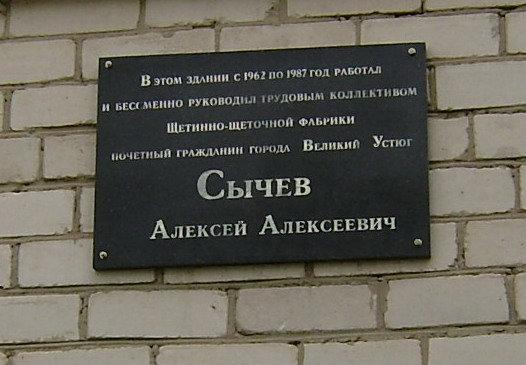 В этом здании с 1962 по 1987 год работал
и бессменно руководил трудовым коллективом
Щетинно-щеточной фабрики
почетный гражданин города Великий Устюг
Сычев
Алексей Алексеевич